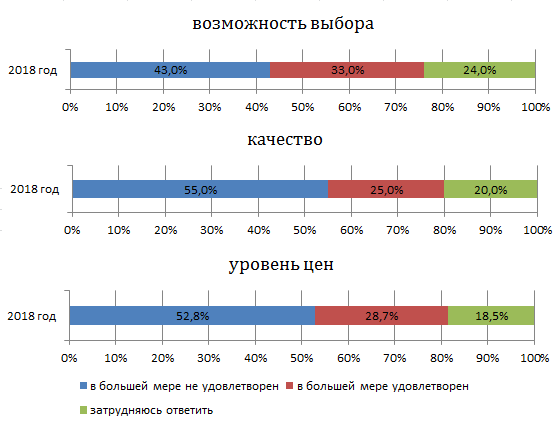 возможность выбора
2018 год 43,0% 33,0% 24,0%
0% 10% 20% 30% 40% 50% 60% 70% 80% 90% 100%
качество
2018 год 55,0% 25,0% 20,0%
0% 10% 20% 30% 40% 50% 60% 70% 80% 90% 100%
уровень цен
2018 год 52,8% 28,7% 18,5%
0% 10% 20% 30% 40% 50% 60% 70% 80% 90% 100%
в большей мере не удовлетворен в большей мере удовлетворен
затрудняюсь ответить